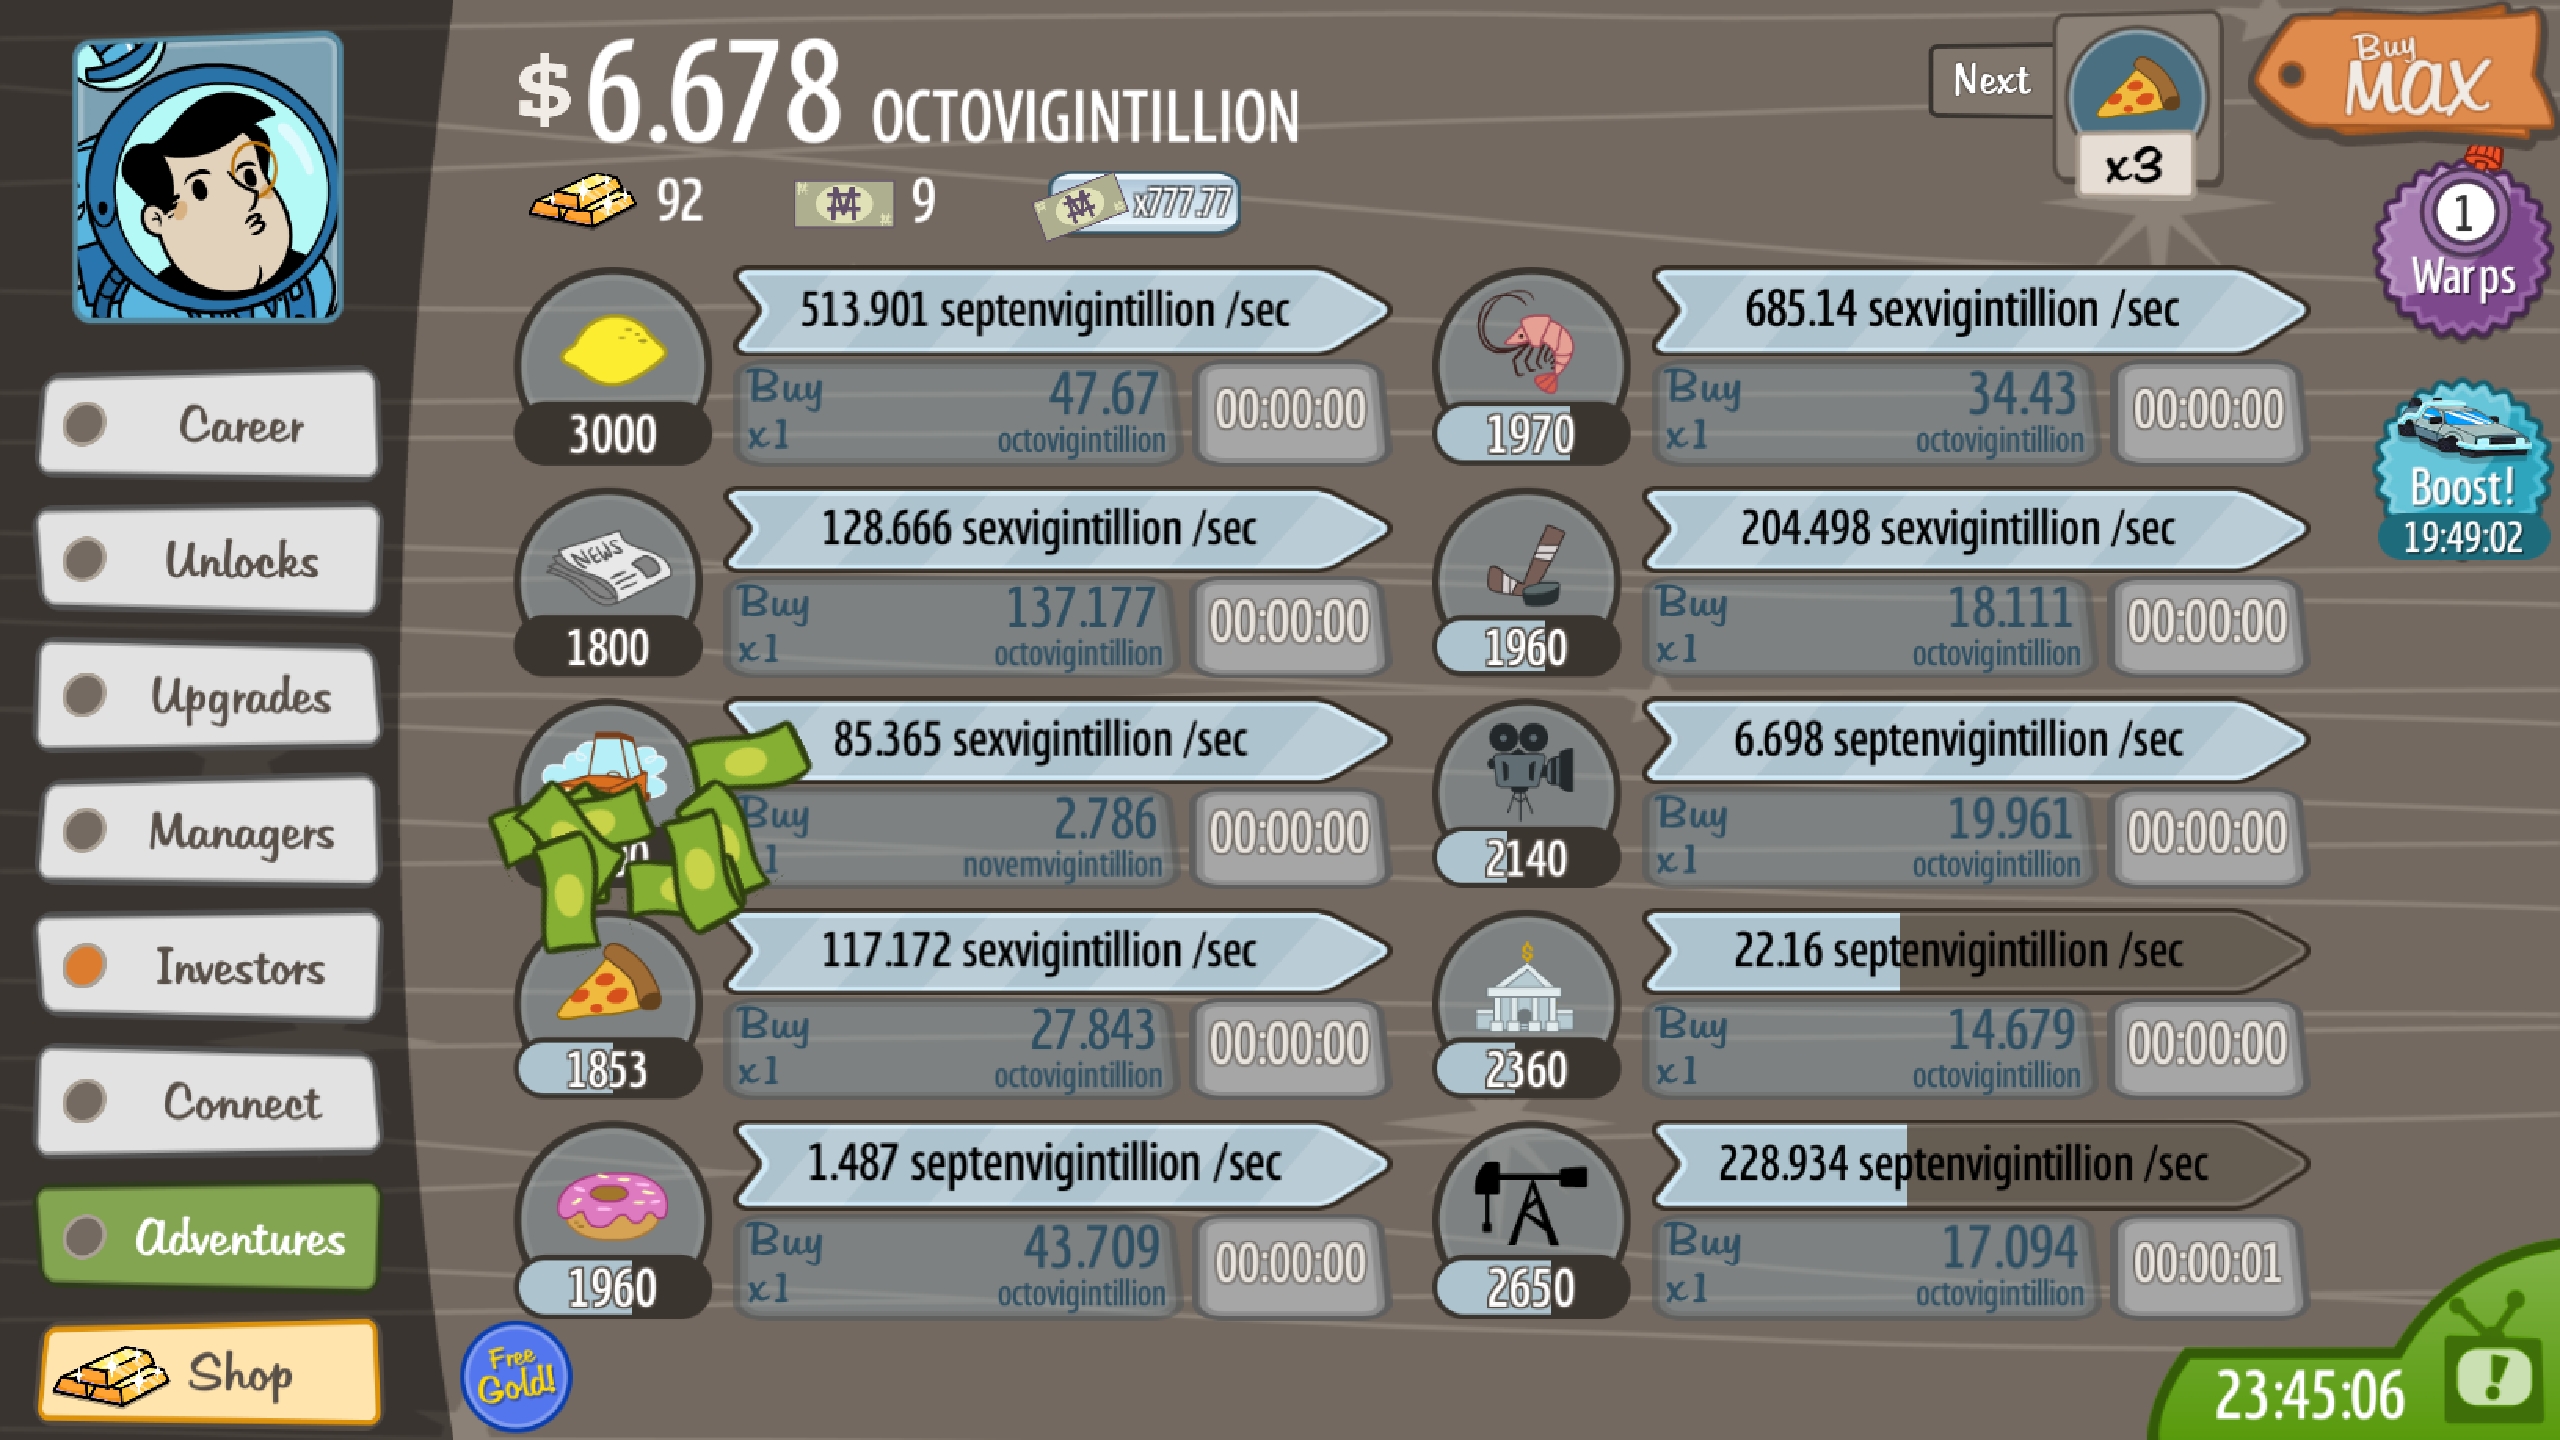 $6.678 OCTOVIGINTILLION
Next
x3
Buy
MAX
92
9
x777.77
1
Warps
Boost!
19:49:02
Career
Unlocks
Upgrades
Managers
Investors
Connect
Adventures
Shop
513.901 septenvigintillion /sec
3000
Buy x1
47.67
octovigintillion
00:00:00
685.14 sexvigintillion /sec
1970
Buy x1
34.43
octovigintillion
00:00:00
128.666 sexvigintillion /sec
NEWS
1800
Buy x1
137.177
octovigintillion
00:00:00
204.498 sexvigintillion /sec
1960
Buy x1
18.111
octovigintillion
00:00:00
85.365 sexvigintillion /sec
Buy
2.786
novemvigintillion
00:00:00
6.698 septenvigintillion /sec
2140
Buy x1
19.961
octovigintillion
00:00:00
117.172 sexvigintillion /sec
1853
Buy x1
27.843
octovigintillion
00:00:00
22.16 septenvigintillion /sec
2360
Buy x1
14.679
octovigintillion
00:00:00
1.487 septenvigintillion /sec
1960
Buy x1
43.709
octovigintillion
00:00:00
228.934 septenvigintillion /sec
2650
Buy x1
17.094
octovigintillion
00:00:01
Free
Gold!
23:45:06